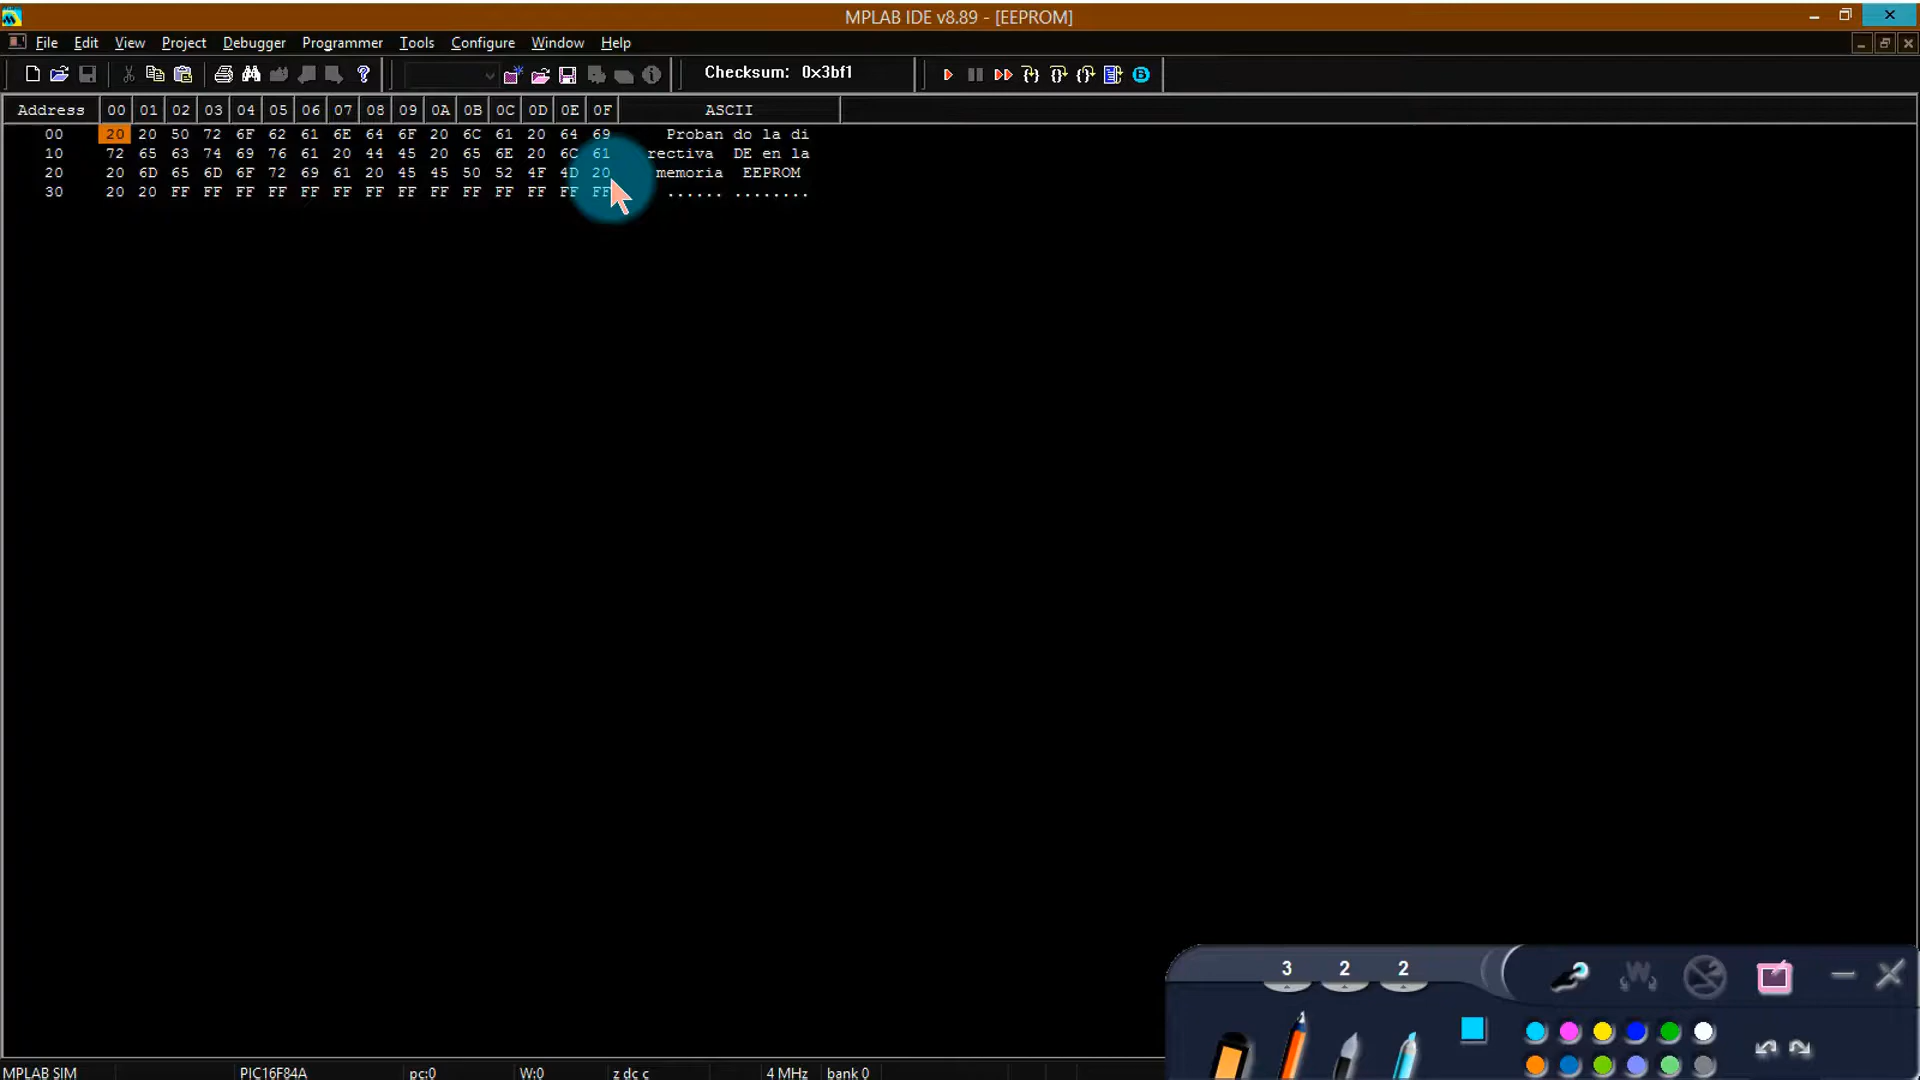 MPLAB IDE v8.89 - [EEPROM]
File Edit View Project Debugger Programmer Tools Configure Window Help
Checksum: 0x3bf1
Address 00 01 02 03 04 05 06 07 08 09 0A 0B 0C 0D 0E 0F ASCII
00 20 20 50 72 6F 62 61 6E 64 6F 20 6C 61 20 64 69 Proban do la di
10 72 65 63 74 69 76 61 20 44 45 20 65 6E 20 6C 61 rectiva DE en la
20 20 6D 65 6D 6F 72 69 61 20 45 45 50 52 4F 4D 20 memoria EEPROM
30 20 20 FF FF FF FF FF FF FF FF FF FF FF FF FF FF ...... ........
3 2 2
MPLAB SIM PIC16F84A pc:0 W:0 z dc c 4 MHz bank 0